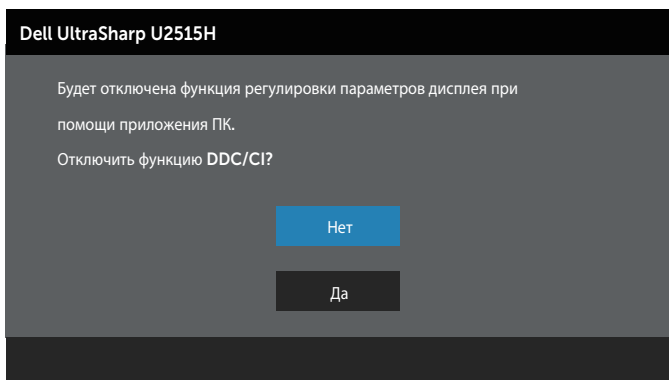 Dell UltraSharp U2515H
Будет отключена функция регулировки параметров дисплея при
помощи приложения ПК.
Отключить функцию DDC/CI?
Нет
Да